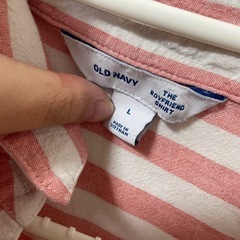 OLD NAVY
THE
BOYFRIEND
SHIRT
L
MADE IN
VIETNAM